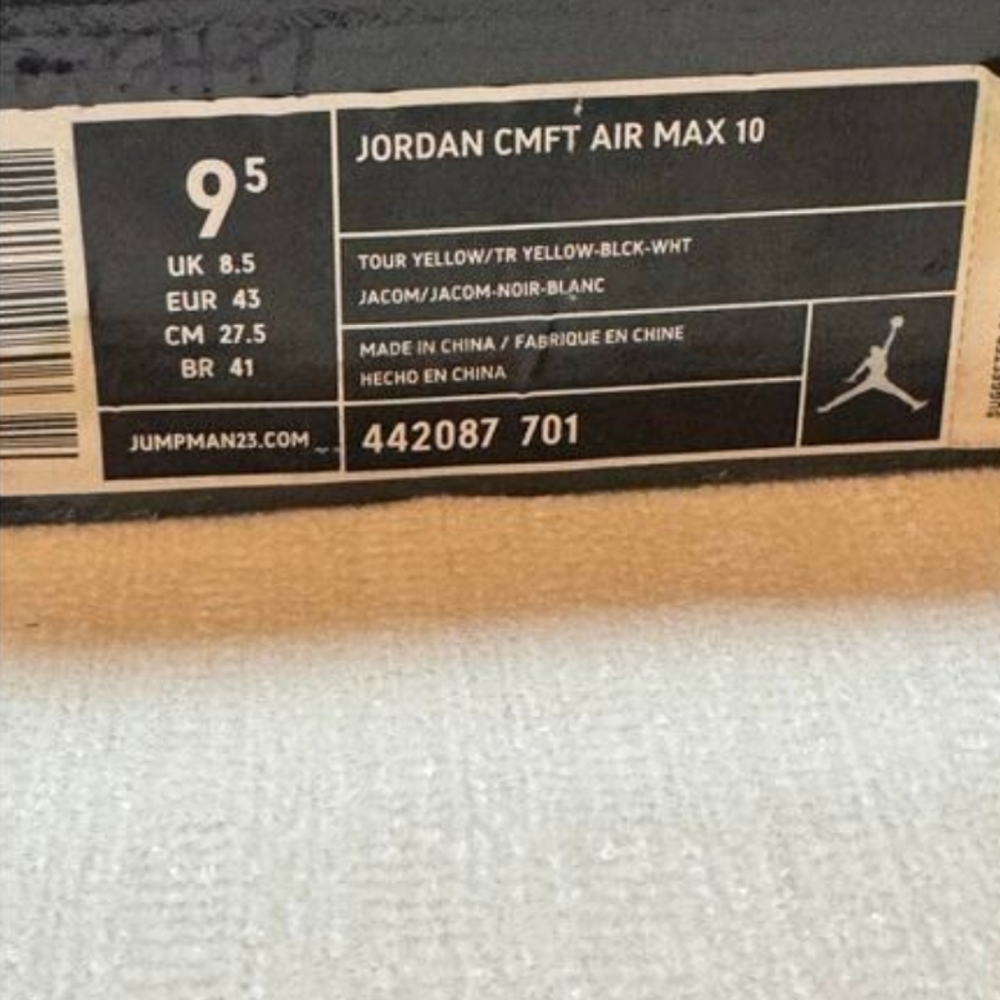 9⁵
UK 8.5
EUR 43
CM 27.5
BR 41
JUMPMAN23.COM
JORDAN CMFT AIR MAX 10
TOUR YELLOW/TR YELLOW-BLCK-WHT
JACOM/JACOM-NOIR-BLANC
MADE IN CHINA / FABRIQUE EN CHINE
HECHO EN CHINA
442087 701